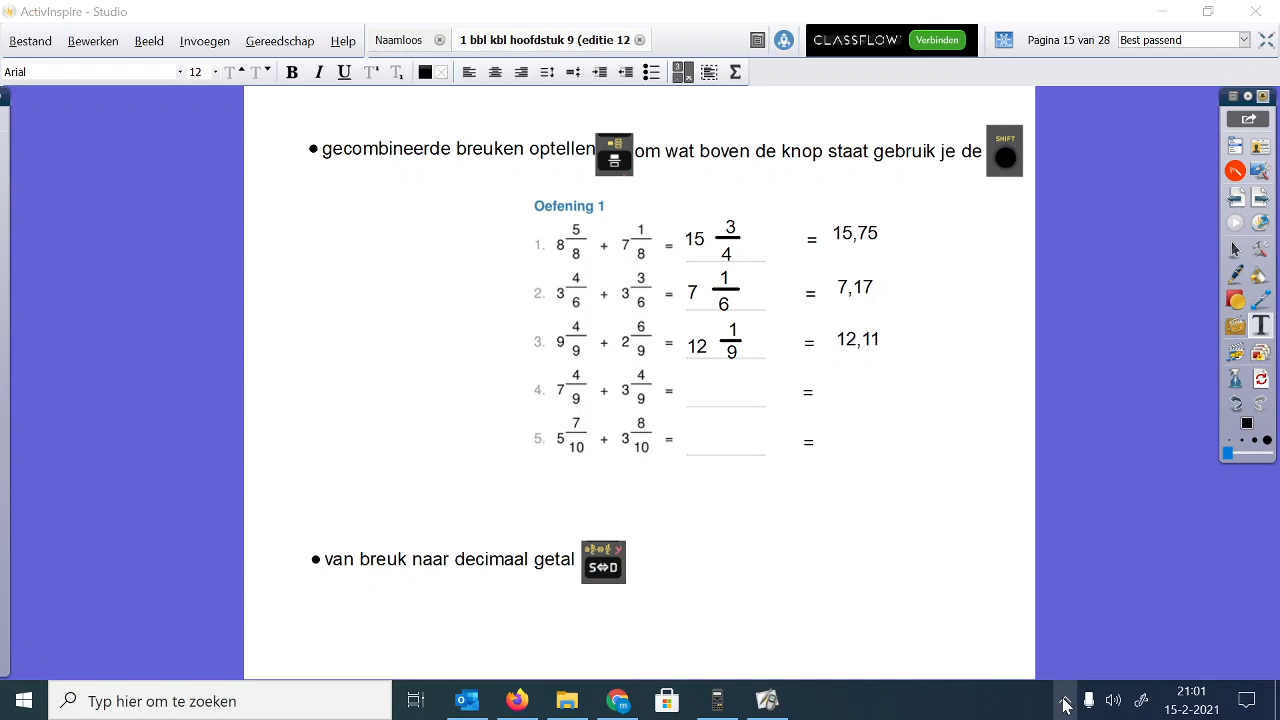 ActivInspire - Studio
Bestand Bewerken Beeld Help
Naamloos 1 bbl kbl hoofdstuk 9 (editie 12 CLASSFLOW Verbinden Pagina 15 van 28 Best passend
Arial 12 B I U T T Σ
• gecombineerde breuken optellen om wat boven de knop staat gebruik je de SHIFT
Oefening 1
1. 8 5/8 + 7 1/8 = 15 3/4 = 15,75
2. 3 4/6 + 3 3/6 = 7 1/6 = 7,17
3. 9 4/9 + 2 6/9 = 12 1/9 = 12,11
4. 7 4/9 + 3 4/9 = =
5. 5 7/10 + 3 8/10 = =
• van breuk naar decimaal getal S⇔D
Typ hier om te zoeken
21:01
15-2-2021